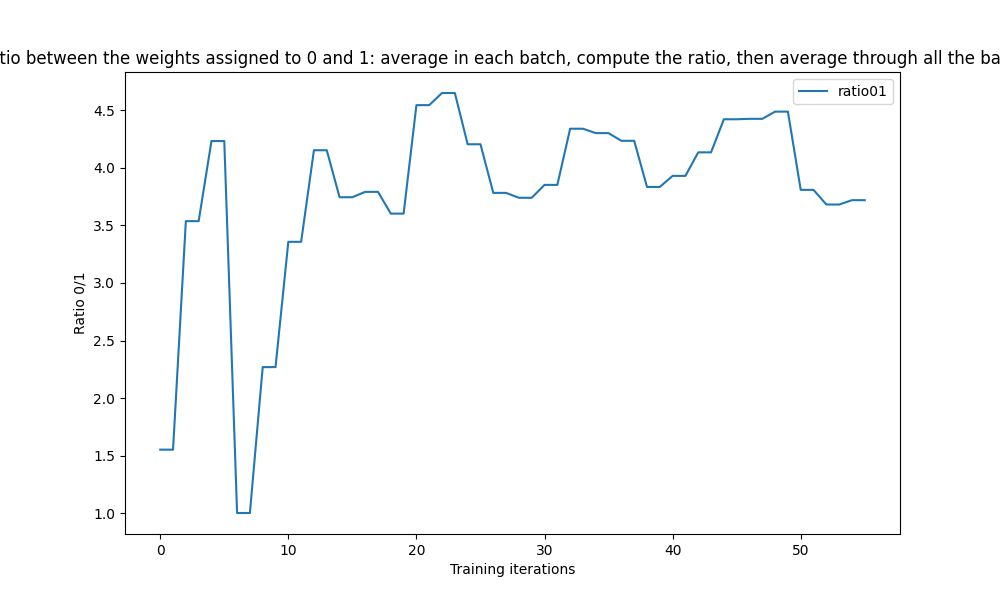 tio between the weights assigned to 0 and 1: average in each batch, compute the ratio, then average through all the ba
ratio01
4.5
4.0
3.5
3.0
2.5
2.0
1.5
1.0
Ratio 0/1
0 10 20 30 40 50
Training iterations